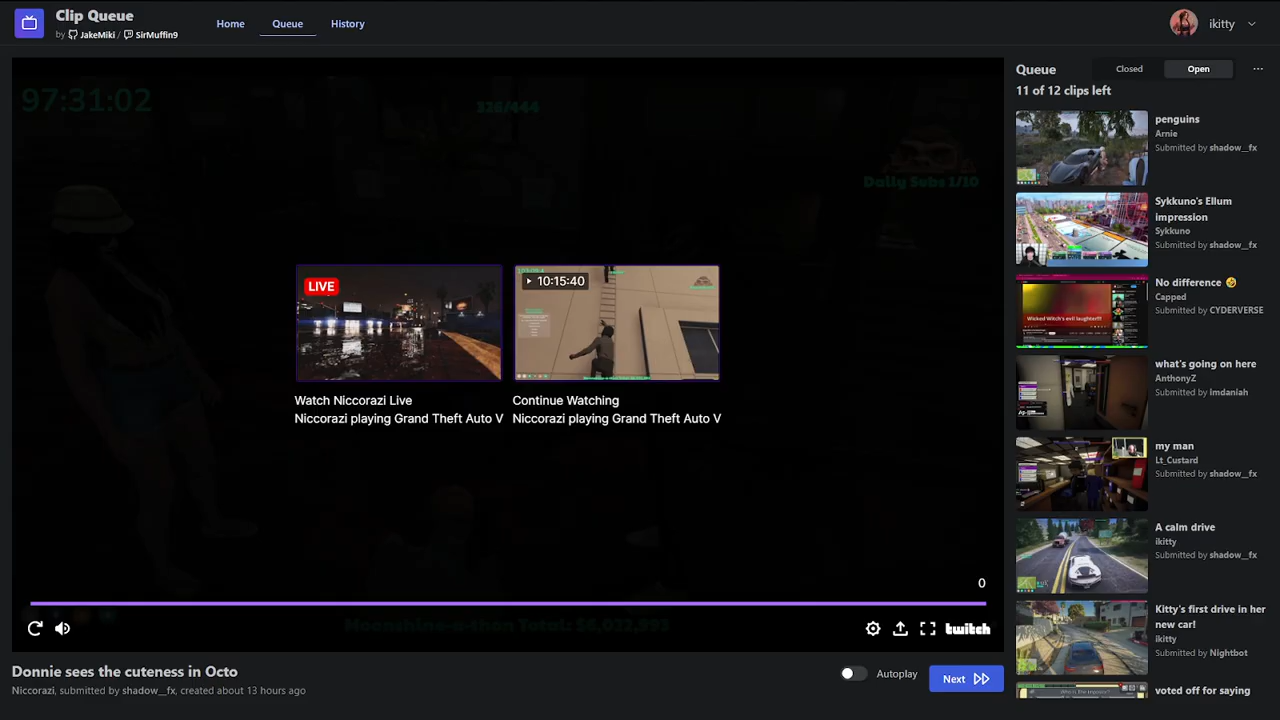 Clip Queue
by JakeMiki / SirMuffin9
Home
Queue
History
ikitty
97:31:02
326/444
Daily Subs 1/10
LIVE
10:15:40
Watch Niccorazi Live
Niccorazi playing Grand Theft Auto V
Continue Watching
Niccorazi playing Grand Theft Auto V
0
twitch
Donnie sees the cuteness in Octo
Niccorazi, submitted by shadow__fx, created about 13 hours ago
Autoplay
Next
Queue
Closed
Open
11 of 12 clips left
penguins
Arnie
Submitted by shadow__fx
Sykkuno's Ellum
impression
Sykkuno
Submitted by shadow__fx
Wicked Witch's evil laughter!!!
No difference 🤣
Capped
Submitted by CYDERVERSE
what's going on here
AnthonyZ
Submitted by imdaniah
my man
Lt_Custard
Submitted by shadow__fx
A calm drive
ikitty
Submitted by shadow__fx
Kitty's first drive in her
new car!
ikitty
Submitted by Nightbot
voted off for saying